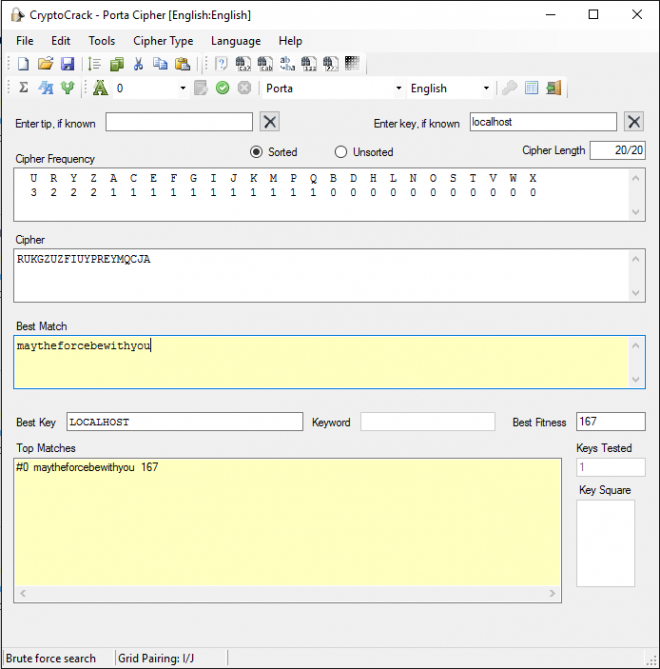 CryptoCrack - Porta Cipher [English:English]
File Edit Tools Cipher Type Language Help
0 Porta English
Enter tip, if known Enter key, if known localhost
Cipher Frequency Sorted Unsorted Cipher Length 20/20
U R Y Z A C E F G I J K M P Q B D H L N O S T V W X
3 2 2 2 1 1 1 1 1 1 1 1 1 1 1 0 0 0 0 0 0 0 0 0 0 0
Cipher
RUKGZUZFIUYPREYMQCJA
Best Match
maytheforcebewithyou
Best Key LOCALHOST Keyword Best Fitness 167
Top Matches Keys Tested
#0 maytheforcebewithyou 167 1
Key Square
Brute force search Grid Pairing: I/J